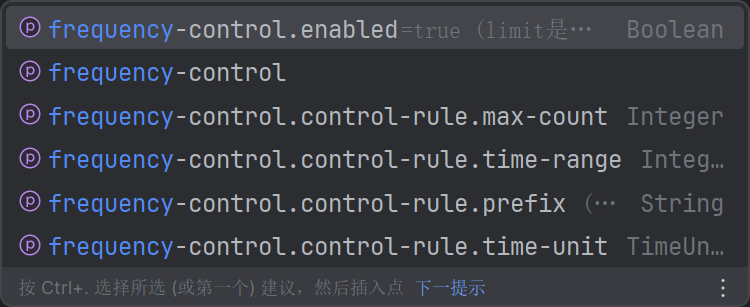 frequency-control.enabled=true (limit是… Boolean
frequency-control
frequency-control.control-rule.max-count Integer
frequency-control.control-rule.time-range Integ…
frequency-control.control-rule.prefix (… String
frequency-control.control-rule.time-unit TimeUn…
按 Ctrl+. 选择所选 (或第一个) 建议，然后插入点 下一提示